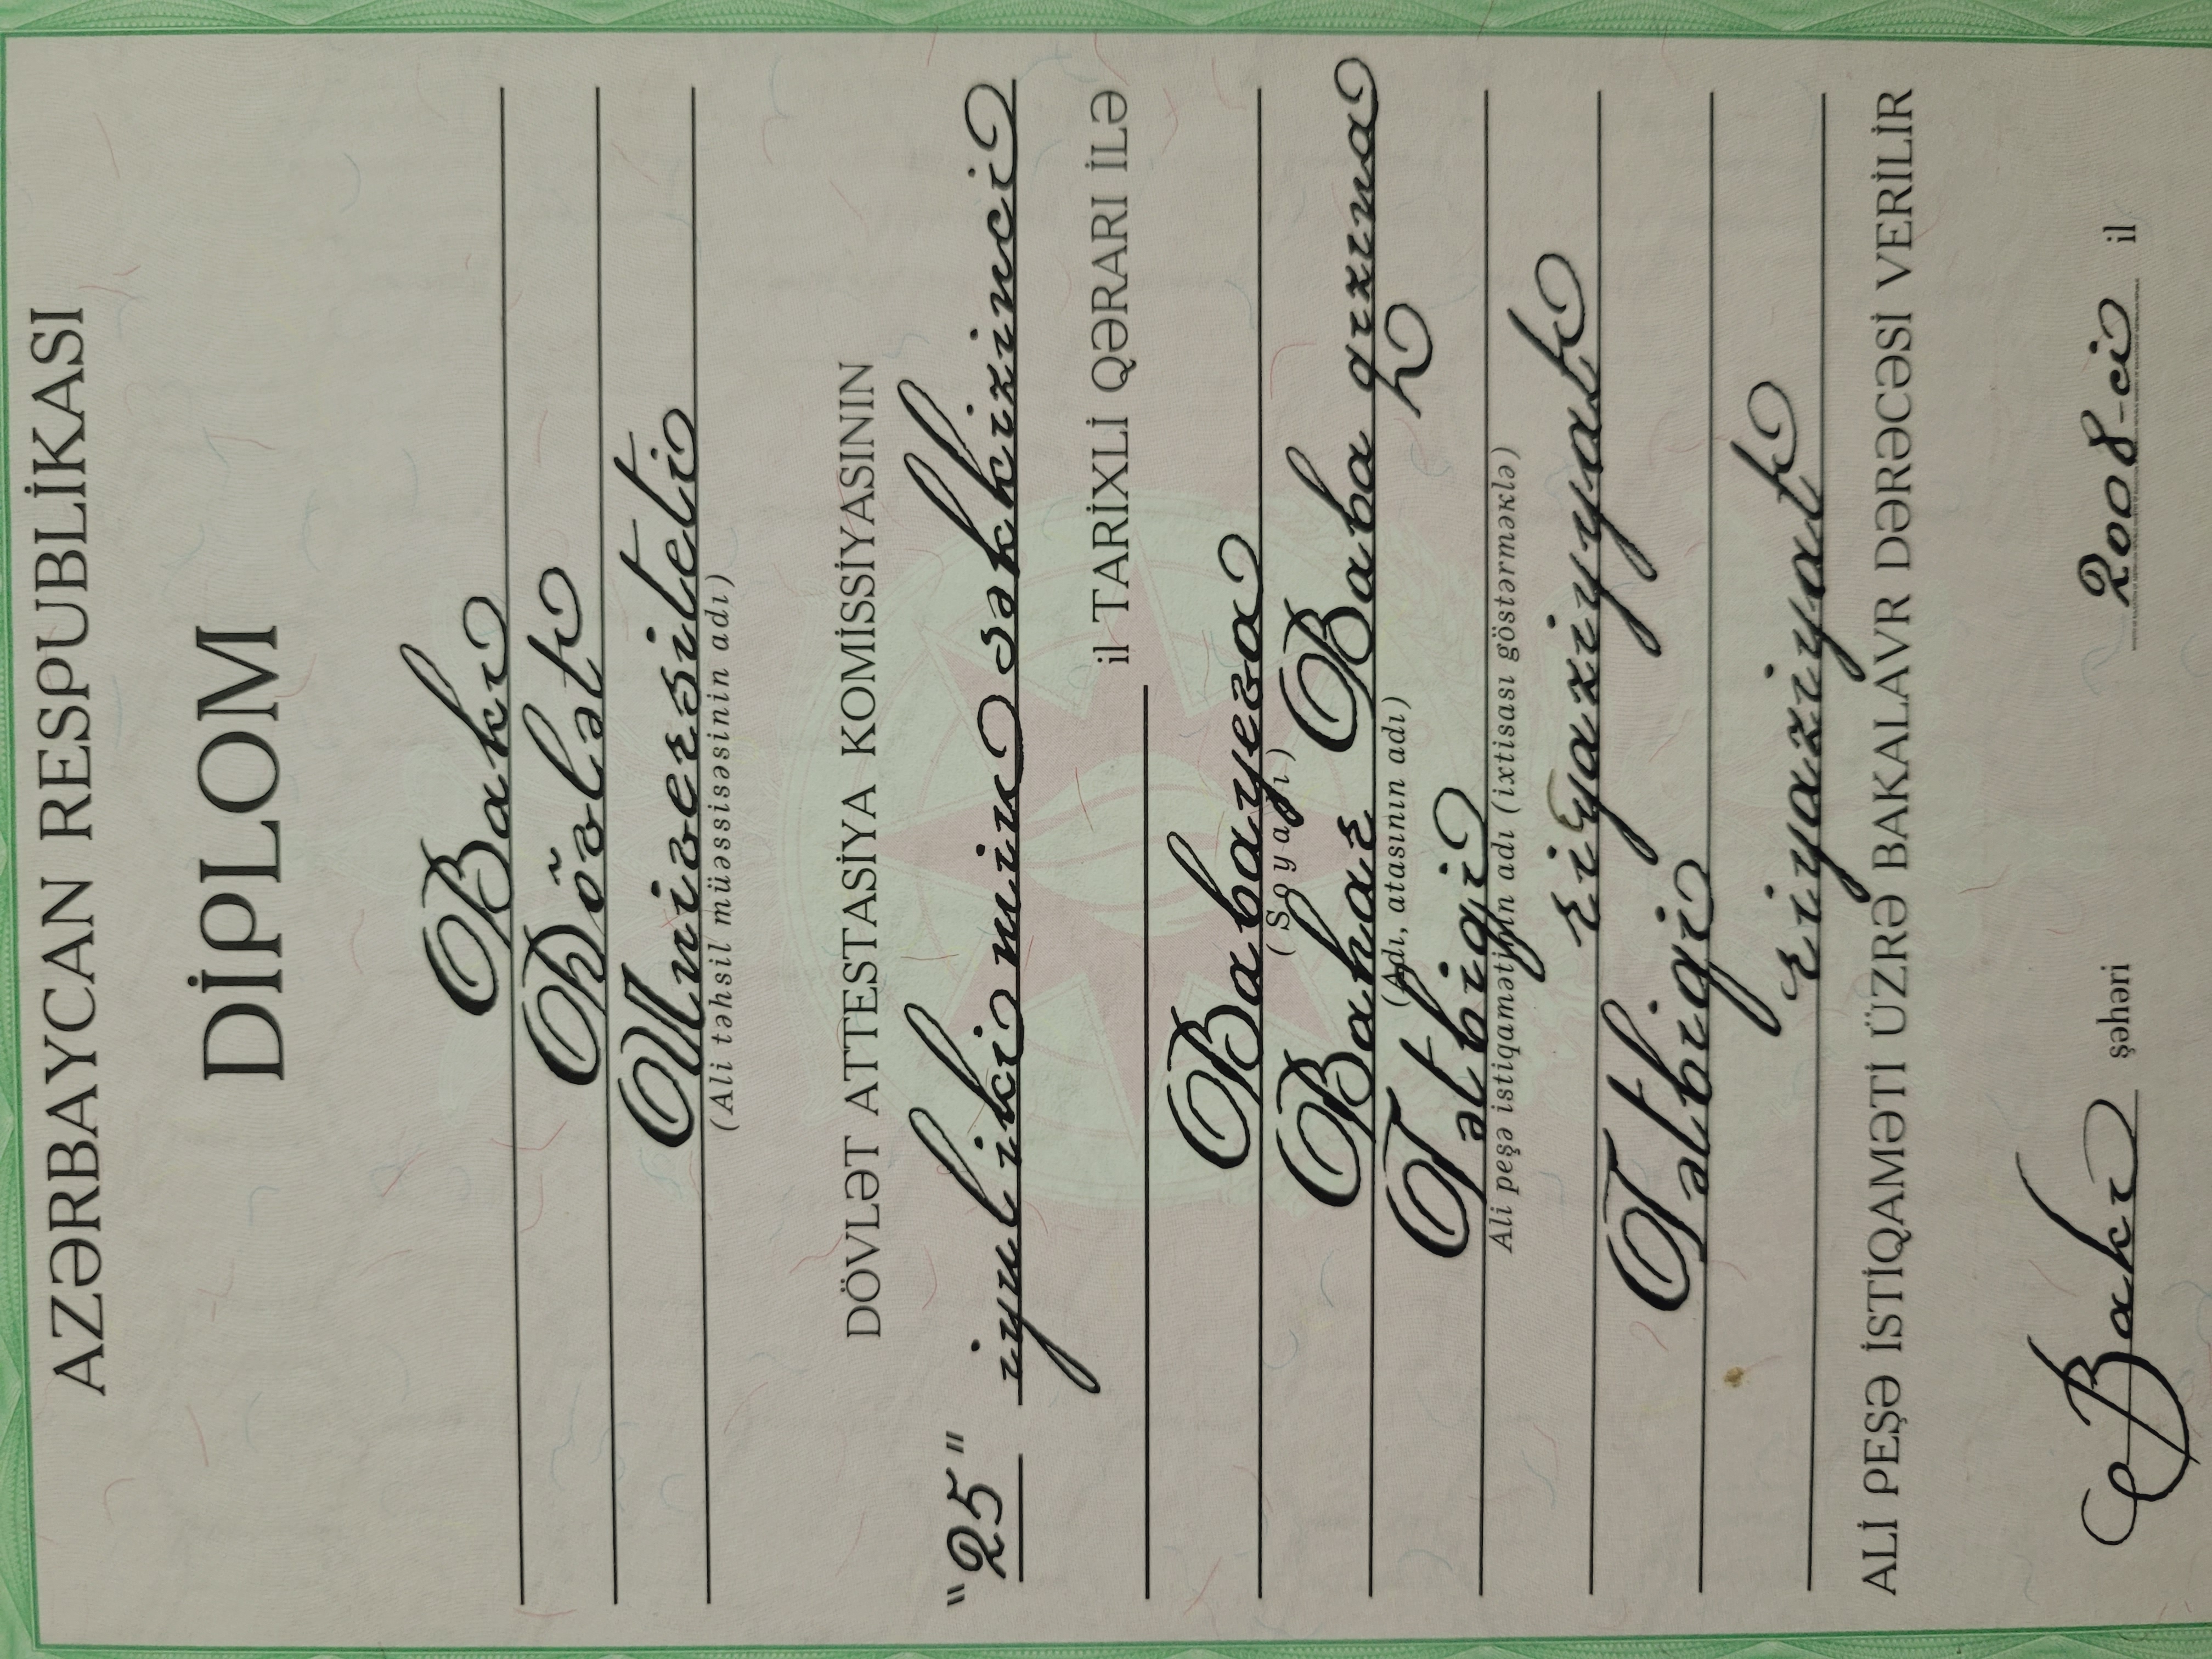 AZƏRBAYCAN RESPUBLİKASI
DİPLOM
Bakı
Dövlət
Universiteti
(Ali təhsil müəssisəsinin adı)
DÖVLƏT ATTESTASİYA KOMİSSİYASININ
"25" iyul iki min səkkizinci
il TARİXLİ QƏRARI İLƏ
Babayeva
(Soyadı)
Bahar Baba qızına
(Adı, atasının adı)
Tətbiqi
Ali peşə istiqamətinin adı (ixtisası göstərməklə)
riyaziyyatı
Tətbiqi
riyaziyatı
ALİ PEŞƏ İSTİQAMƏTİ ÜZRƏ BAKALAVR DƏRƏCƏSİ VERİLİR
Bakı şəhəri 2008-ci il